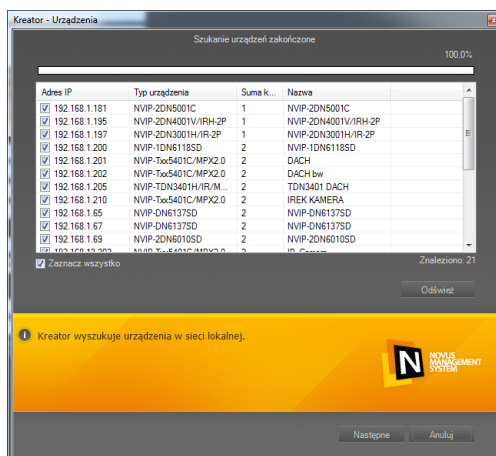 Kreator - Urządzenia
Szukanie urządzeń zakończone
100,0%
Adres IP Typ urządzenia Suma k... Nazwa
192.168.1.181 NVIP-2DN5001C 1 NVIP-2DN5001C
192.168.1.195 NVIP-2DN4001V/IRH-2P 1 NVIP-2DN4001V/IRH-2P
192.168.1.197 NVIP-2DN3001H/IR-2P 1 NVIP-2DN3001H/IR-2P
192.168.1.200 NVIP-1DN6118SD 2 NVIP-1DN6118SD
192.168.1.201 NVIP-Txx5401C/MPX2.0 2 DACH
192.168.1.202 NVIP-Txx5401C/MPX2.0 2 DACH bw
192.168.1.205 NVIP-TDN3401H/IR/M... 2 TDN3401 DACH
192.168.1.210 NVIP-Txx5401C/MPX2.0 2 IREK KAMERA
192.168.1.65 NVIP-DN6137SD 2 NVIP-DN6137SD
192.168.1.67 NVIP-DN6137SD 2 NVIP-DN6137SD
192.168.1.69 NVIP-2DN6010SD 2 NVIP-2DN6010SD
NVIP-Txx5401C/MPX2.0 2 IP Camera
Zaznacz wszystko
Znaleziono: 21
Odśwież
Kreator wyszukuje urządzenia w sieci lokalnej.
N NOVUS
MANAGEMENT
SYSTEM
Następne Anuluj